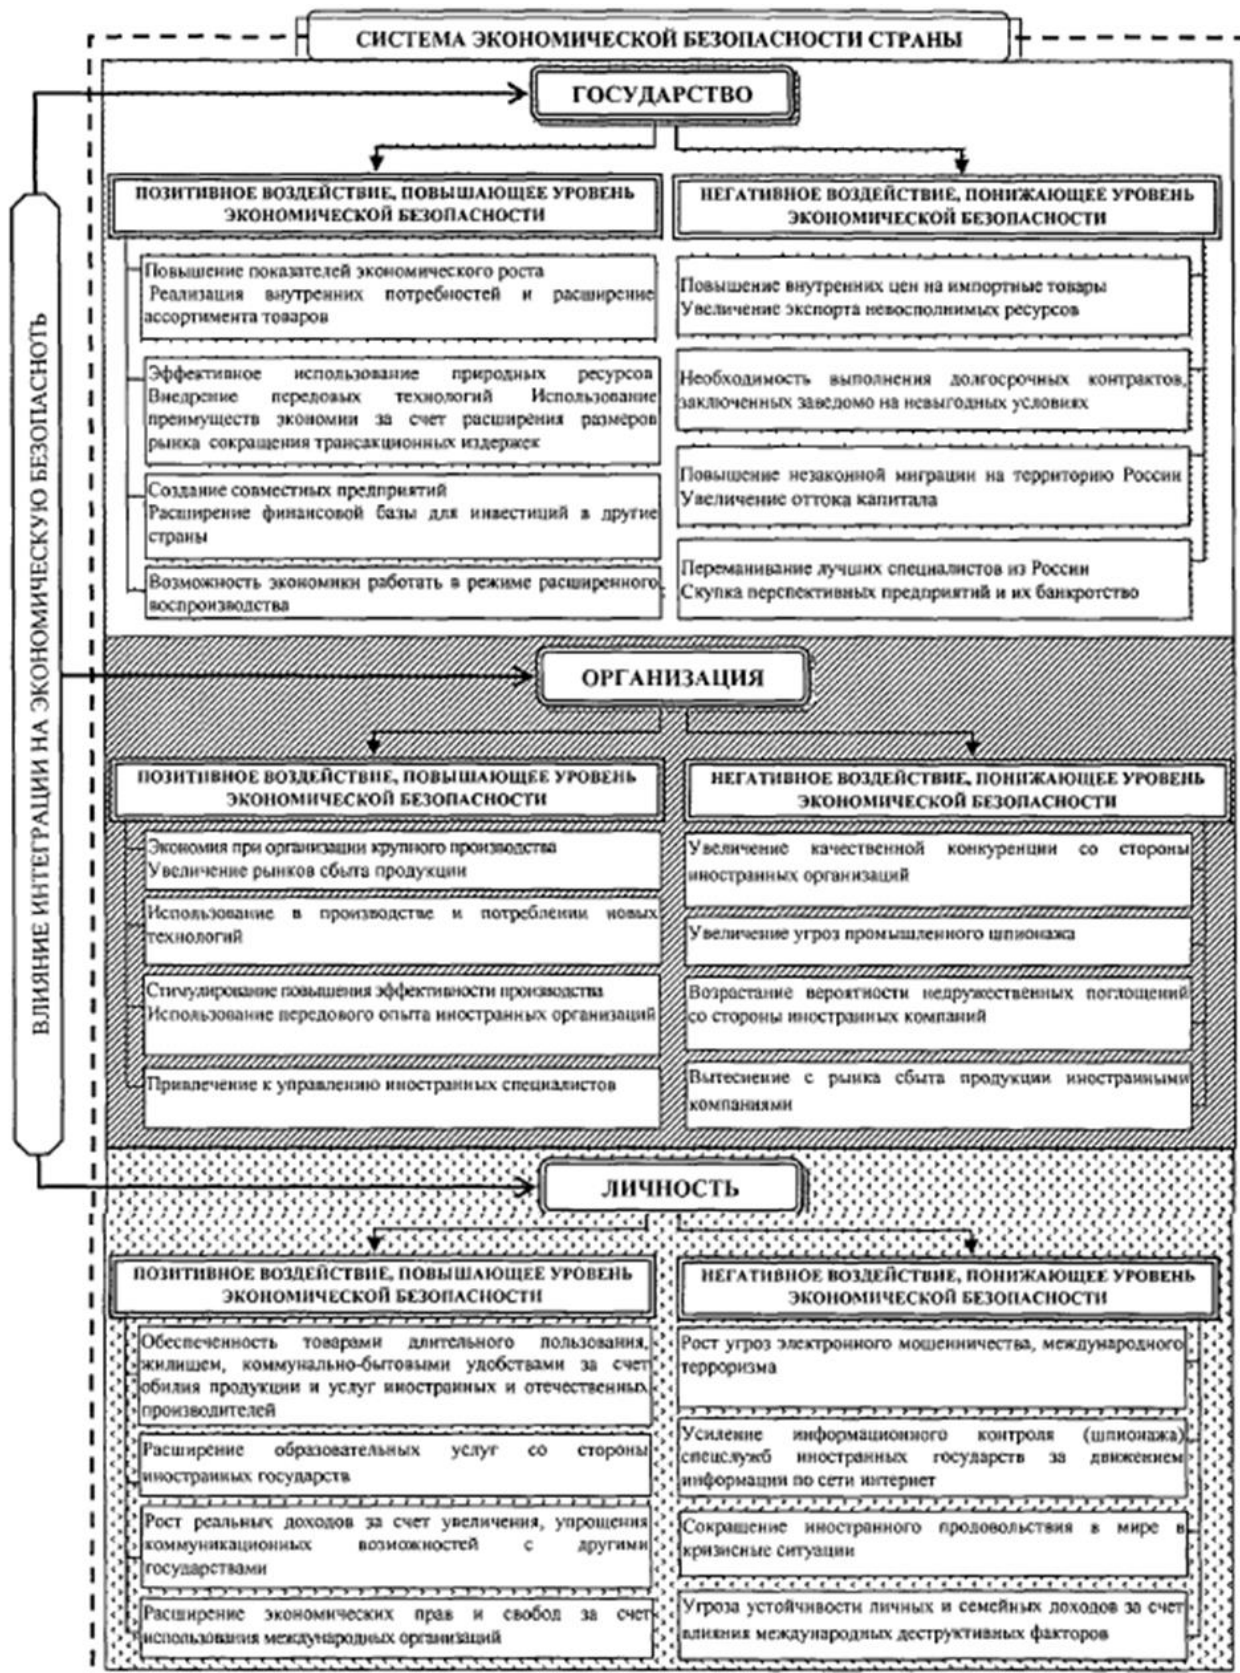 СИСТЕМА ЭКОНОМИЧЕСКОЙ БЕЗОПАСНОСТИ СТРАНЫ
ВЛИЯНИЕ ИНТЕГРАЦИИ НА ЭКОНОМИЧЕСКУЮ БЕЗОПАСНОТЬ
ГОСУДАРСТВО
ПОЗИТИВНОЕ ВОЗДЕЙСТВИЕ, ПОВЫШАЮЩЕЕ УРОВЕНЬ
ЭКОНОМИЧЕСКОЙ БЕЗОПАСНОСТИ
Повышение показателей экономического роста
Реализация внутренних потребностей и расширение
ассортимента товаров
Эффективное использование природных ресурсов
Внедрение передовых технологий Использование
преимуществ экономии за счет расширения размеров
рынка сокращения трансакционных издержек
Создание совместных предприятий
Расширение финансовой базы для инвестиций в другие
страны
Возможность экономики работать в режиме расширенного
воспроизводства
НЕГАТИВНОЕ ВОЗДЕЙСТВИЕ, ПОНИЖАЮЩЕЕ УРОВЕНЬ
ЭКОНОМИЧЕСКОЙ БЕЗОПАСНОСТИ
Повышение внутренних цен на импортные товары
Увеличение экспорта невосполнимых ресурсов
Необходимость выполнения долгосрочных контрактов,
заключенных заведомо на невыгодных условиях
Повышение незаконной миграции на территорию России
Увеличение оттока капитала
Переманивание лучших специалистов из России
Скупка перспективных предприятий и их банкротство
ОРГАНИЗАЦИЯ
ПОЗИТИВНОЕ ВОЗДЕЙСТВИЕ, ПОВЫШАЮЩЕЕ УРОВЕНЬ
ЭКОНОМИЧЕСКОЙ БЕЗОПАСНОСТИ
Экономия при организации крупного производства
Увеличение рынков сбыта продукции
Использование в производстве и потреблении новых
технологий
Стимулирование повышения эффективности производства
Использование передового опыта иностранных организаций
Привлечение к управлению иностранных специалистов
НЕГАТИВНОЕ ВОЗДЕЙСТВИЕ, ПОНИЖАЮЩЕЕ УРОВЕНЬ
ЭКОНОМИЧЕСКОЙ БЕЗОПАСНОСТИ
Увеличение качественной конкуренции со стороны
иностранных организаций
Увеличение угроз промышленного шпионажа
Возрастание вероятности недружественных поглощений
со стороны иностранных компаний
Вытеснение с рынка сбыта продукции иностранными
компаниями
ЛИЧНОСТЬ
ПОЗИТИВНОЕ ВОЗДЕЙСТВИЕ, ПОВЫШАЮЩЕЕ УРОВЕНЬ
ЭКОНОМИЧЕСКОЙ БЕЗОПАСНОСТИ
Обеспеченность товарами длительного пользования,
жилищем, коммунально-бытовыми удобствами за счет
обилия продукции и услуг иностранных и отечественных
производителей
Расширение образовательных услуг со стороны
иностранных государств
Рост реальных доходов за счет увеличения, упрощения
коммуникационных возможностей с другими
государствами
Расширение экономических прав и свобод за счет
использования международных организаций
НЕГАТИВНОЕ ВОЗДЕЙСТВИЕ, ПОНИЖАЮЩЕЕ УРОВЕНЬ
ЭКОНОМИЧЕСКОЙ БЕЗОПАСНОСТИ
Рост угроз электронного мошенничества, международного
терроризма
Усиление информационного контроля (шпионажа)
спецслужб иностранных государств за движением
информации по сети интернет
Сокращение иностранного продовольствия в мире в
кризисные ситуации
Угроза устойчивости личных и семейных доходов за счет
влияния международных деструктивных факторов